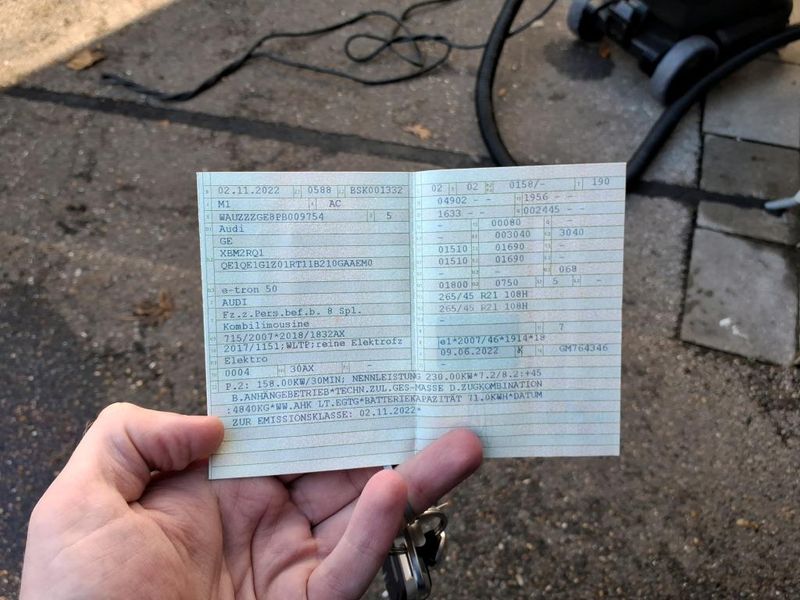 02.11.2022 0588 BSK001332
M1 AC
WAUZZZGE8PB009754 5
Audi
GE
XBM2RQ1
QE1QE1G1Z01RT11B210GAAEM0
e-tron 50
AUDI
Fz.z.Pers.bef.b. 8 Spl.
Kombilimousine
715/2007*2018/1832AX
2017/1151;WLTP;reine Elektrofz
Elektro
0004 30AX
02 02 0158/- 190
04902 - - 1956 - -
1633 - - 002445 - -
- 00080 -
- 003040 3040
01510 01690 -
01510 01690 -
- - 068
01800 0750 5 -
265/45 R21 108H
265/45 R21 108H
-
- 7
e1*2007/46*1914*18
09.06.2022 K GM764346
P.2: 158.00KW/30MIN; NENNLEISTUNG 230.00KW*7.2/8.2:+45
B.ANHÄNGEBETRIEB*TECHN.ZUL.GES-MASSE D.ZUGKOMBINATION
:4840KG*WW.AHK LT.EGTG*BATTERIEKAPAZITÄT 71.0KWH*DATUM
ZUR EMISSIONSKLASSE: 02.11.2022*